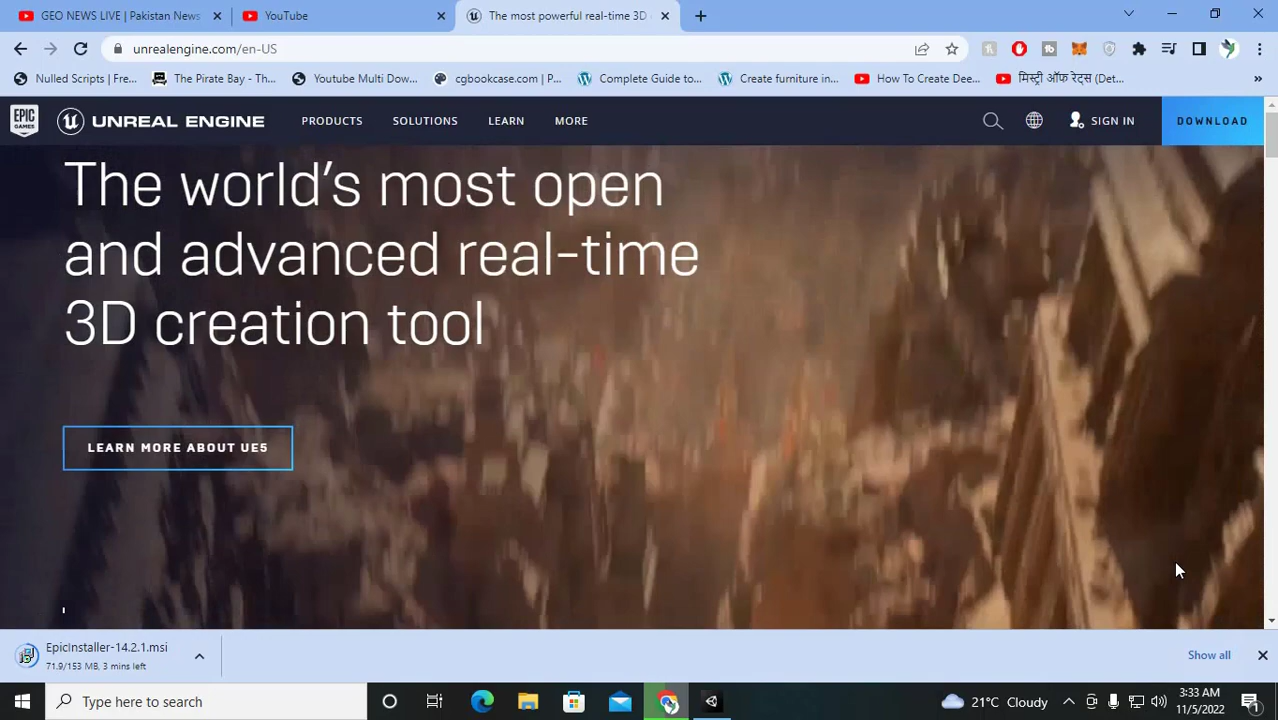 GEO NEWS LIVE | Pakistan News
YouTube
The most powerful real-time 3D
unrealengine.com/en-US
Nulled Scripts | Fre...
The Pirate Bay - Th...
Youtube Multi Dow...
cgbookcase.com | P...
Complete Guide to...
Create furniture in...
How To Create Dee...
मिस्ट्री ऑफ रेट्स (Det...
EPIC GAMES
UNREAL ENGINE
PRODUCTS
SOLUTIONS
LEARN
MORE
SIGN IN
DOWNLOAD
The world's most open
and advanced real-time
3D creation tool
LEARN MORE ABOUT UE5
EpicInstaller-14.2.1.msi
71.9/153 MB, 3 mins left
Show all
Type here to search
21°C Cloudy
3:33 AM
11/5/2022
1